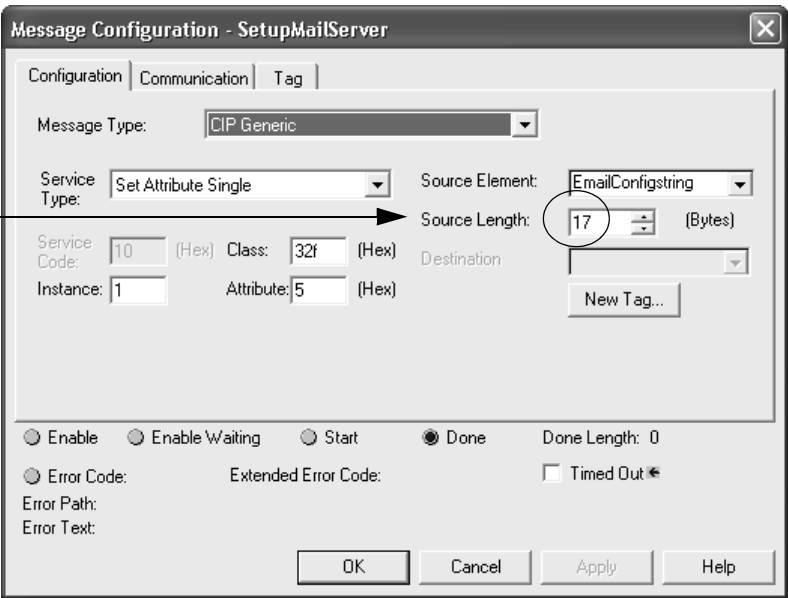 Message Configuration - SetupMailServer
Configuration Communication Tag
Message Type: CIP Generic
Service Type: Set Attribute Single
Source Element: EmailConfigstring
Source Length: 17 (Bytes)
Service Code: 10 (Hex) Class: 32f (Hex)
Destination
Instance: 1 Attribute: 5 (Hex)
New Tag...
Enable Enable Waiting Start Done Done Length: 0
Error Code: Extended Error Code: Timed Out
Error Path:
Error Text:
OK Cancel Apply Help